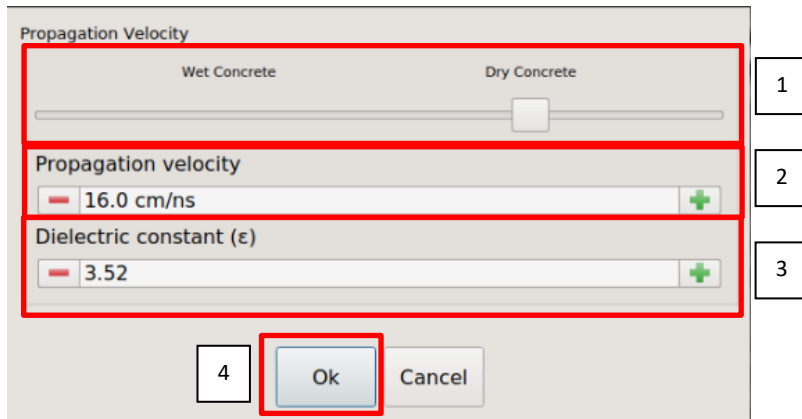 Propagation Velocity
Wet Concrete Dry Concrete
1
Propagation velocity
2
16.0 cm/ns
Dielectric constant (ε)
3
3.52
4 Ok Cancel